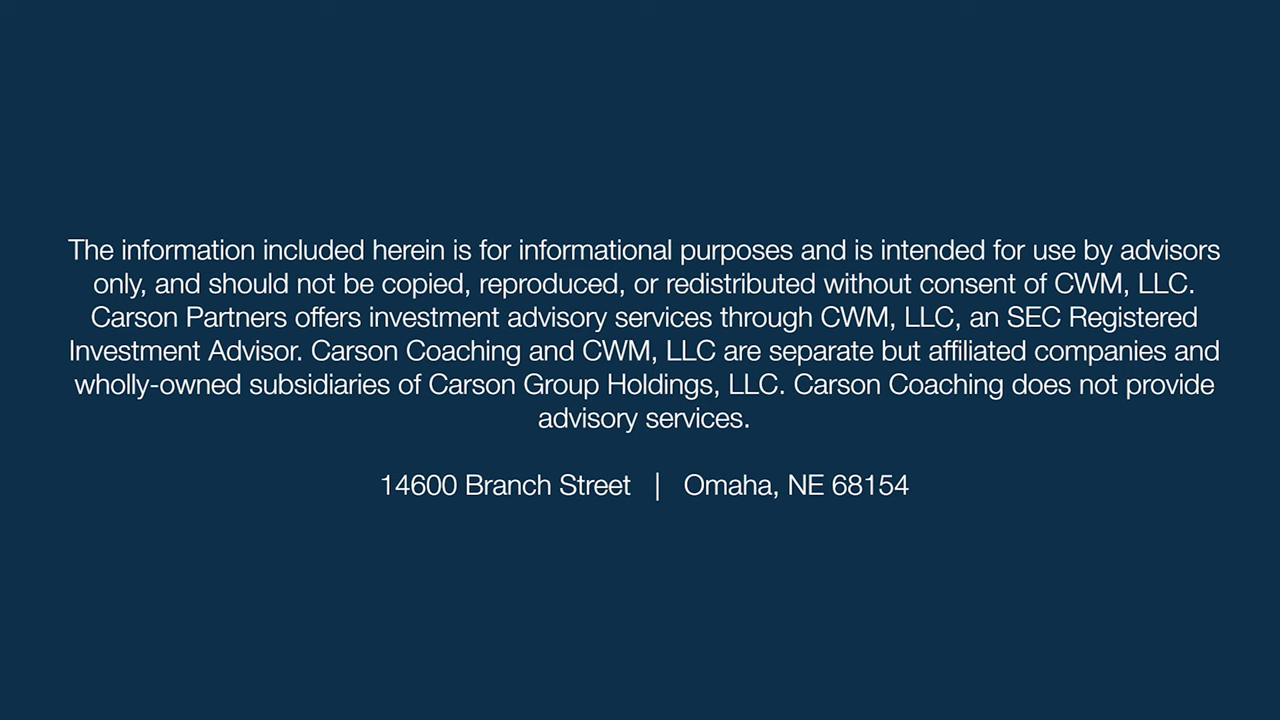 The information included herein is for informational purposes and is intended for use by advisors
only, and should not be copied, reproduced, or redistributed without consent of CWM, LLC.
Carson Partners offers investment advisory services through CWM, LLC, an SEC Registered
Investment Advisor. Carson Coaching and CWM, LLC are separate but affiliated companies and
wholly-owned subsidiaries of Carson Group Holdings, LLC. Carson Coaching does not provide
advisory services.
14600 Branch Street | Omaha, NE 68154